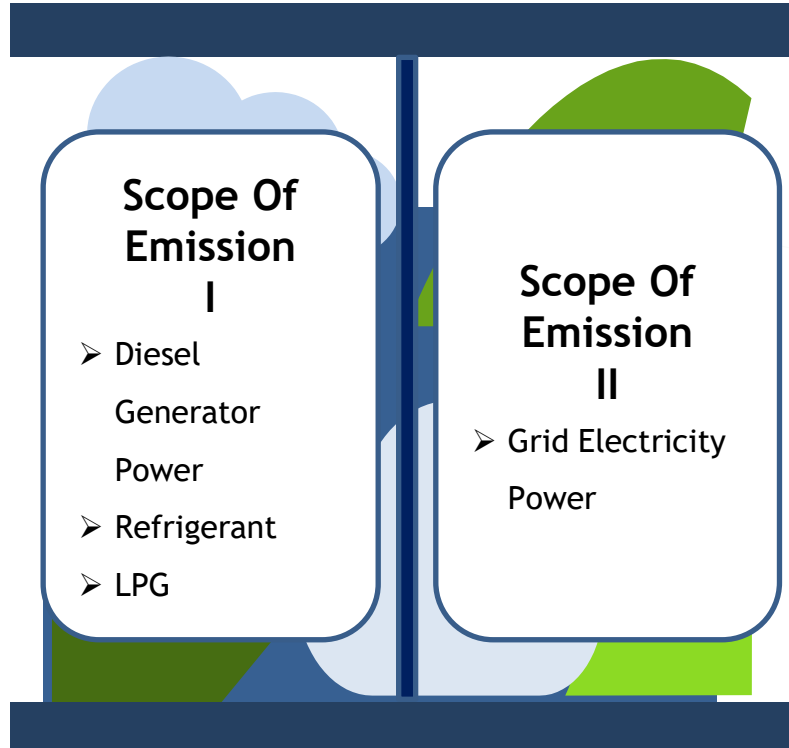 Scope Of
Emission
I
➢ Diesel
Generator
Power
➢ Refrigerant
➢ LPG
Scope Of
Emission
II
➢ Grid Electricity
Power